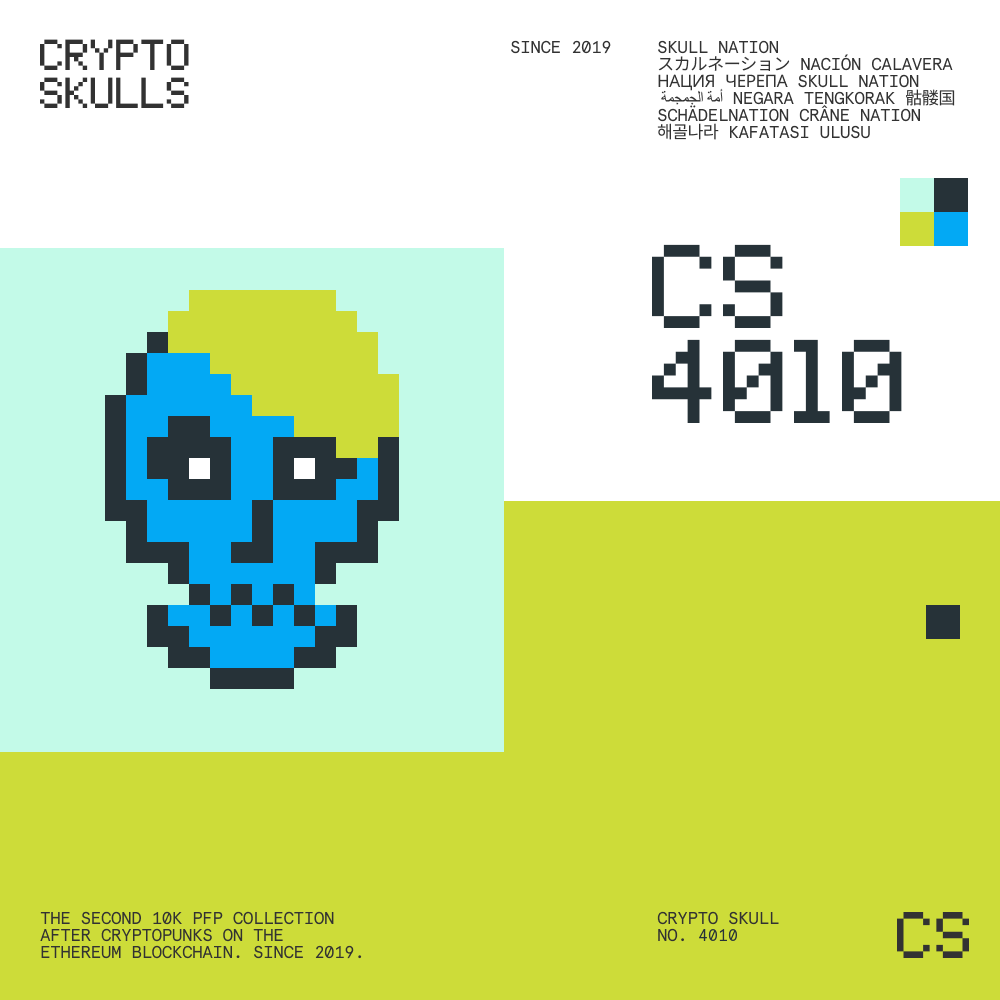 CRYPTO
SKULLS
SINCE 2019
SKULL NATION
スカルネーション NACIÓN CALAVERA
НАЦИЯ ЧЕРЕПА SKULL NATION
أمة الجمجمة NEGARA TENGKORAK 骷髅国
SCHÄDELNATION CRÂNE NATION
해골나라 KAFATASI ULUSU
CS
4010
THE SECOND 10K PFP COLLECTION
AFTER CRYPTOPUNKS ON THE
ETHEREUM BLOCKCHAIN. SINCE 2019.
CRYPTO SKULL
NO. 4010
CS